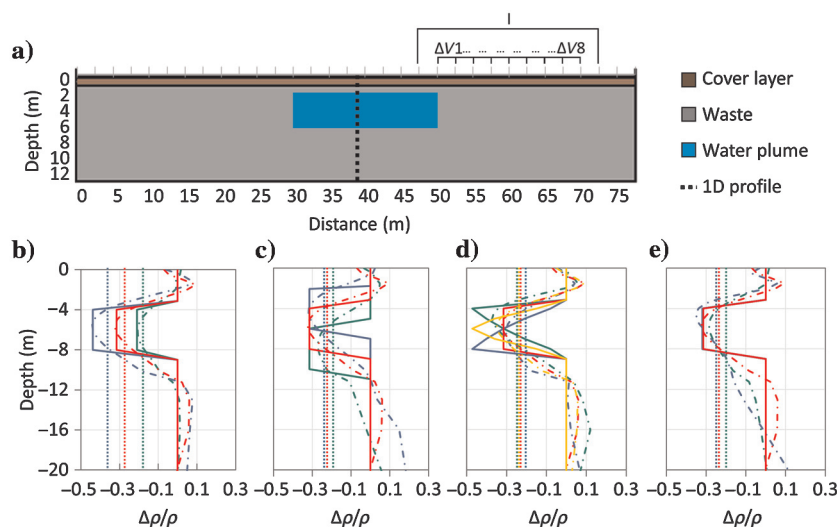 I
a)
ΔV1 ... ... ... ... ... ...ΔV8
0
2
4
6
8
10
12
Depth (m)
0 5 10 15 20 25 30 35 40 45 50 55 60 65 70 75
Distance (m)
Cover layer
Waste
Water plume
1D profile
b)
c)
d)
e)
0
−4
−8
−12
−16
−20
Depth (m)
−0.5 −0.3 −0.1 0.1 0.3
−0.5 −0.3 −0.1 0.1 0.3
−0.5 −0.3 −0.1 0.1 0.3
−0.5 −0.3 −0.1 0.1 0.3
Δρ/ρ
Δρ/ρ
Δρ/ρ
Δρ/ρ